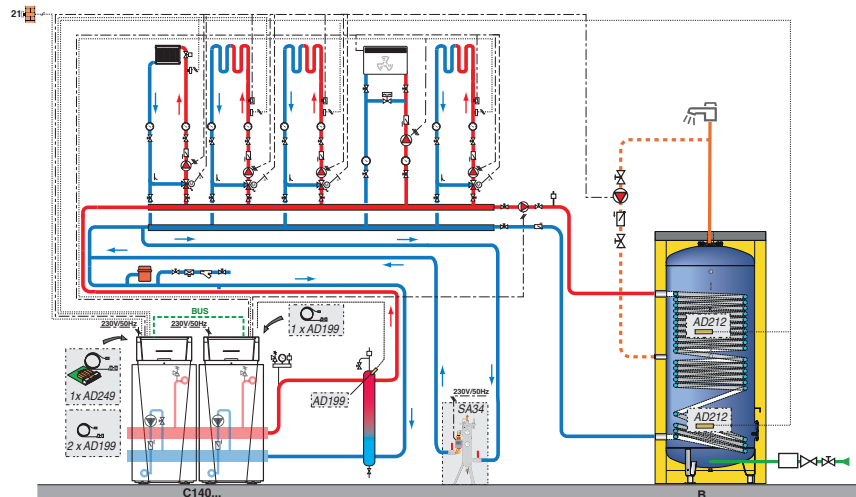 21
BUS
230V/50Hz
230V/50Hz
1 x AD199
1x AD249
AD199
230V/50Hz
SA34
2 x AD199
AD212
AD212
C140...
B